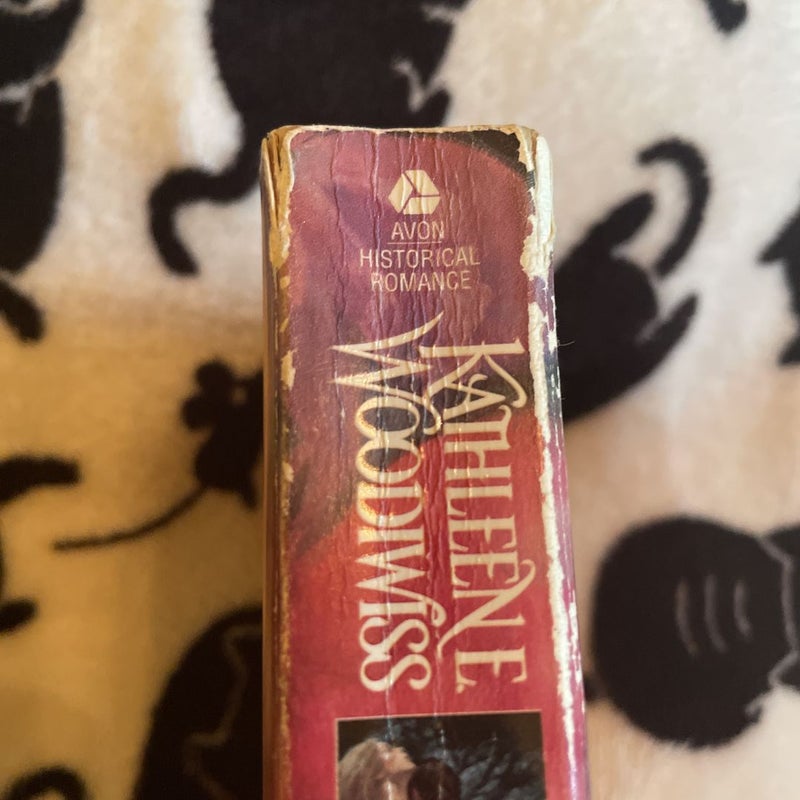 AVON
HISTORICAL
ROMANCE
KATHLEEN E.
WOODIWISS